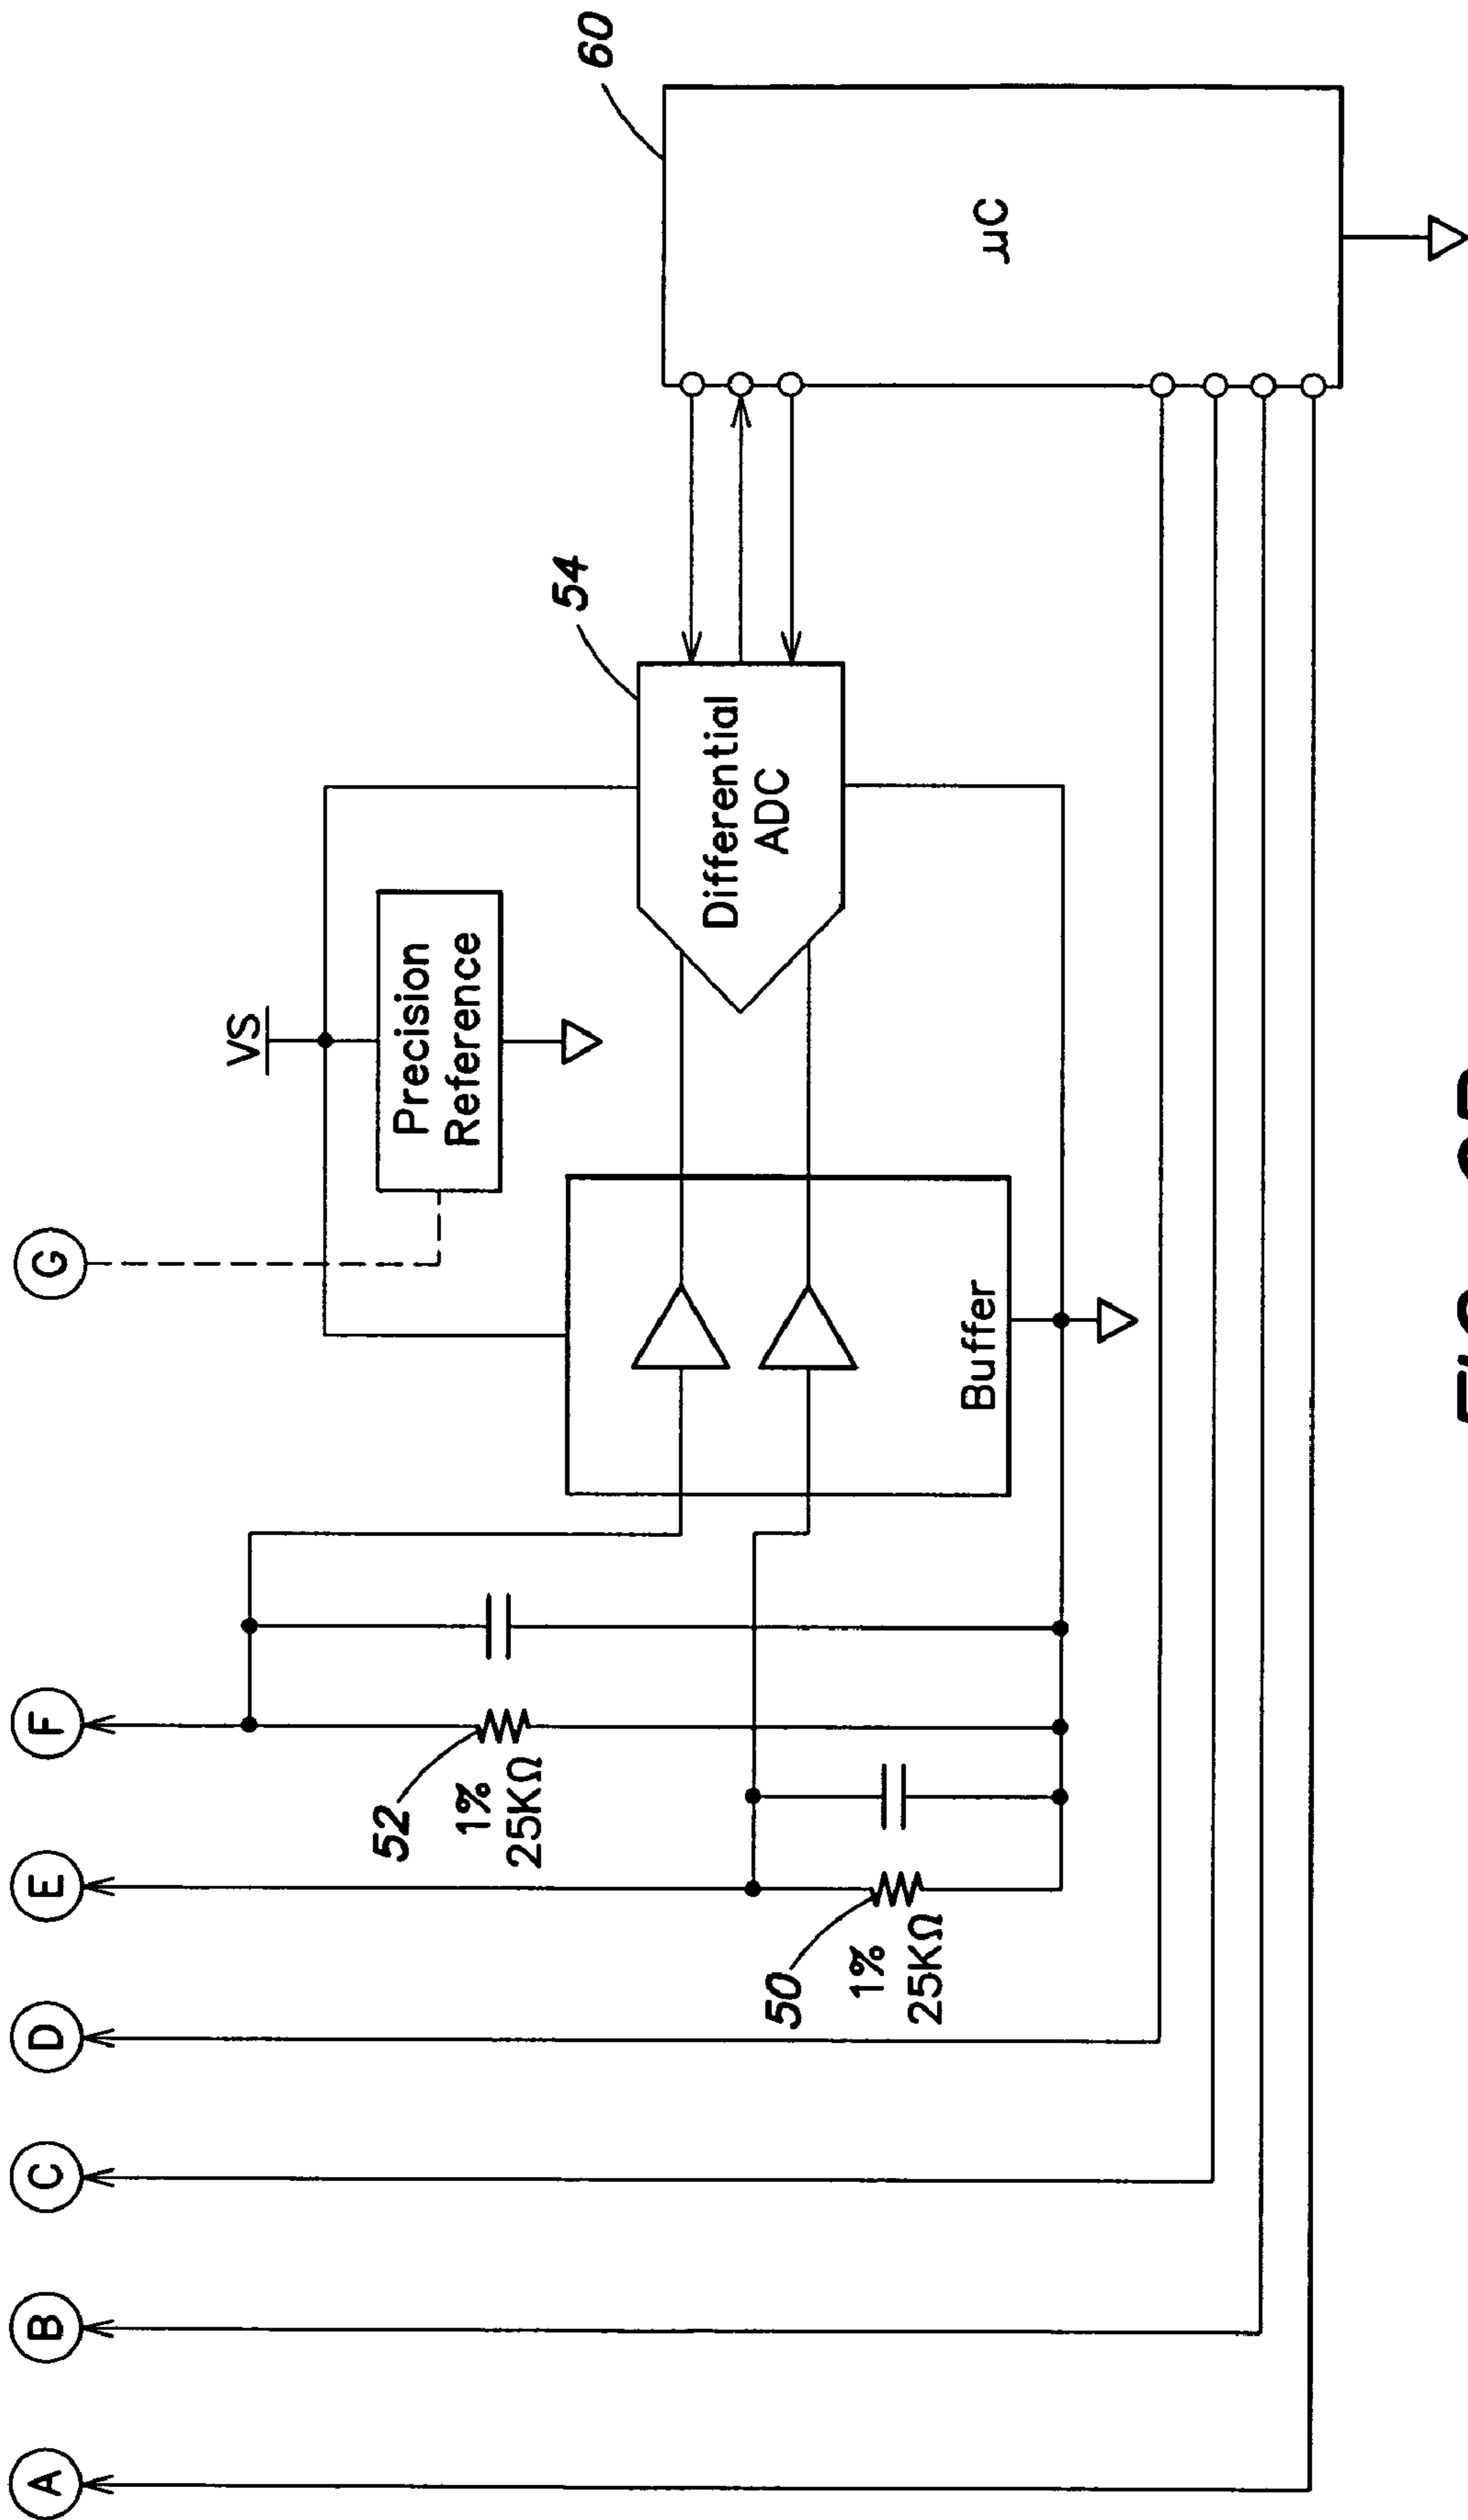 A
B
C
D
E
F
G
VS
52
1%
25KΩ
50
1%
25KΩ
Precision
Reference
Buffer
Differential
ADC
54
60
µC